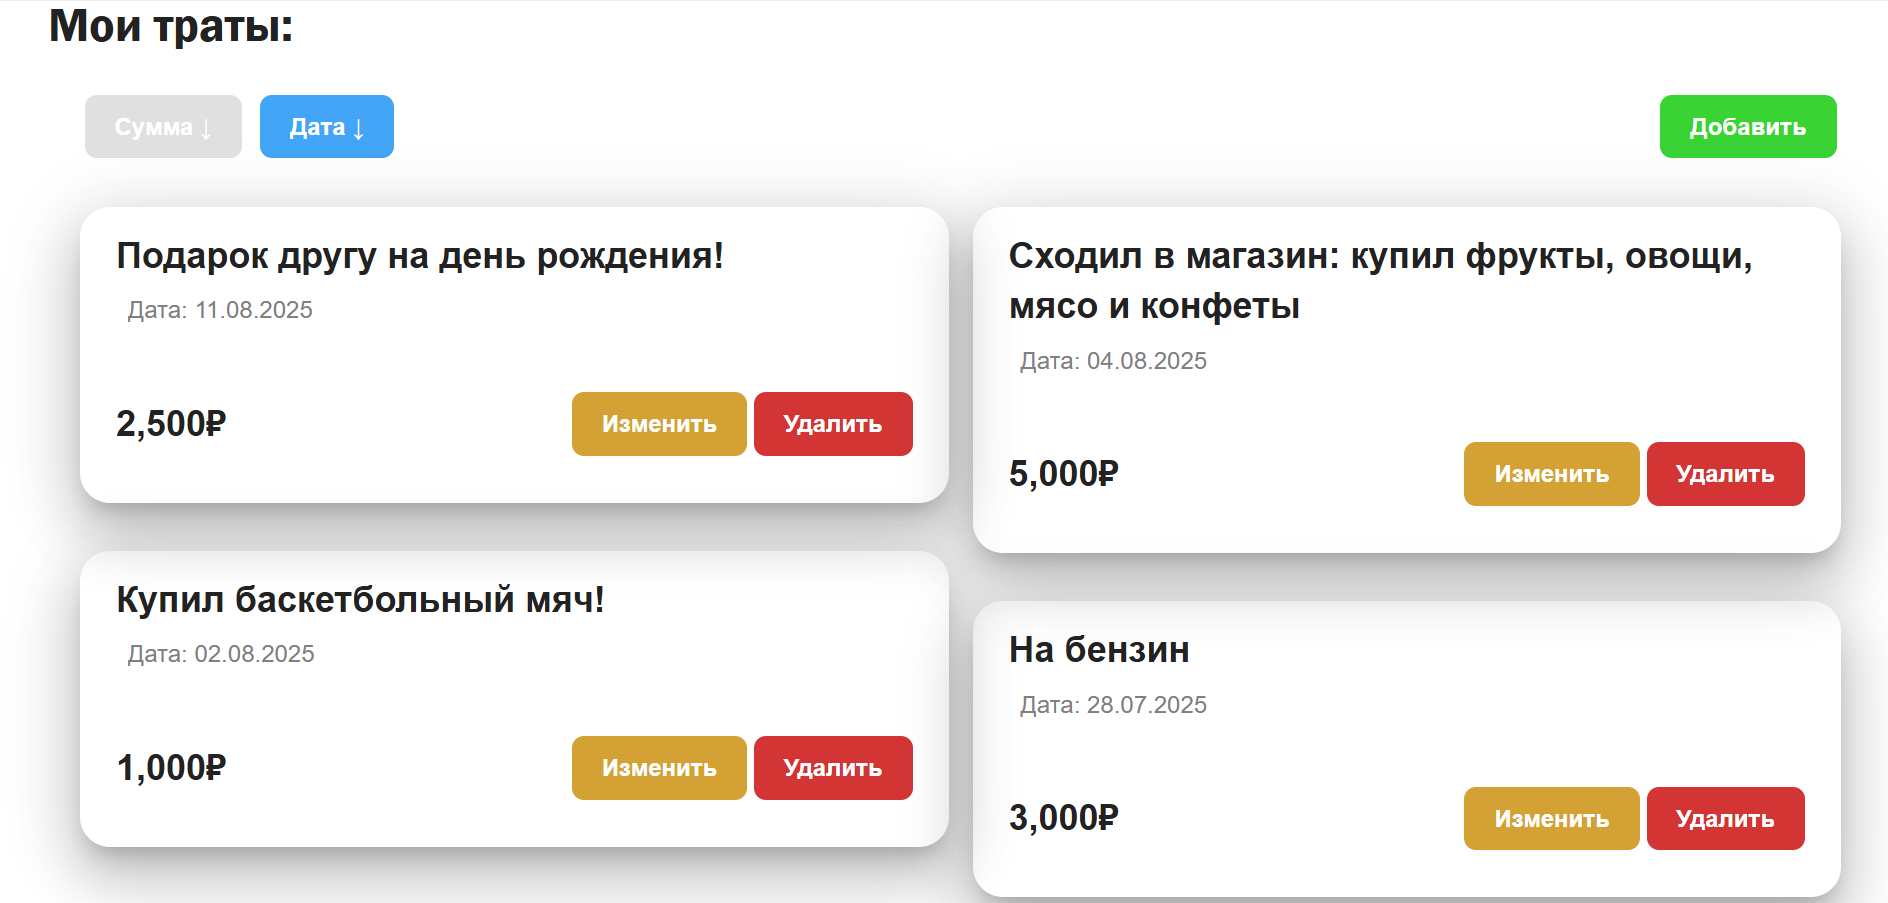 Мои траты:
Сумма ↓
Дата ↓
Добавить
Подарок другу на день рождения!
Дата: 11.08.2025
2,500₽
Изменить
Удалить
Сходил в магазин: купил фрукты, овощи,
мясо и конфеты
Дата: 04.08.2025
5,000₽
Изменить
Удалить
Купил баскетбольный мяч!
Дата: 02.08.2025
1,000₽
Изменить
Удалить
На бензин
Дата: 28.07.2025
3,000₽
Изменить
Удалить